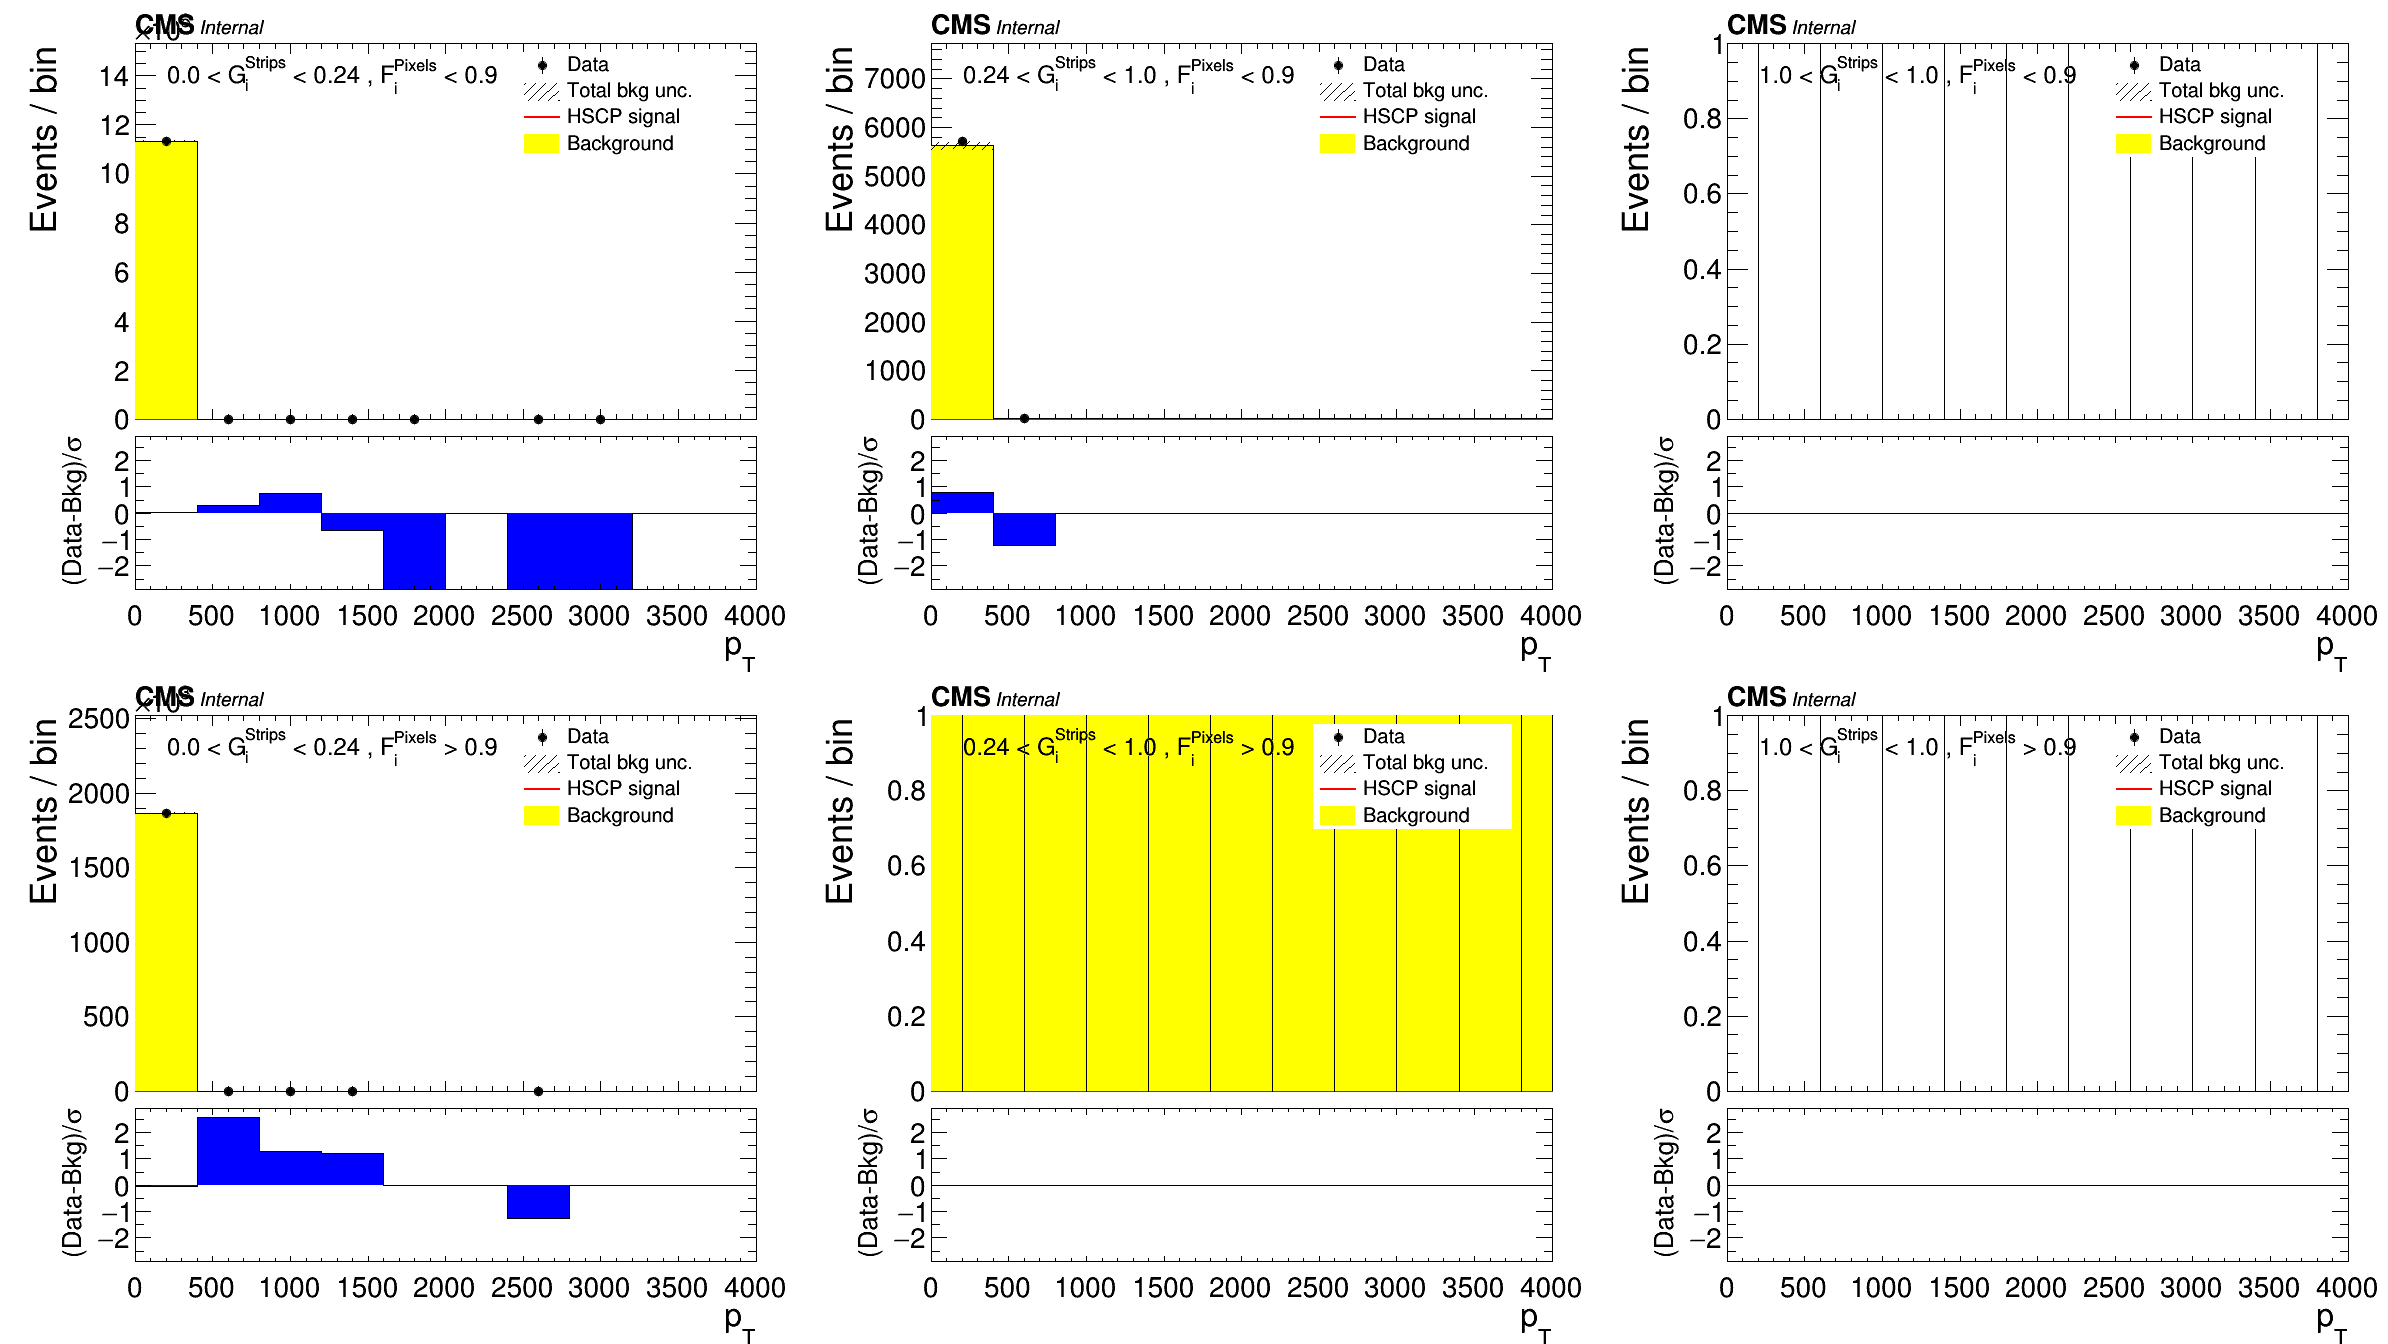 CMS Internal
Events / bin
14
12
10
8
6
4
2
0
0.0 < G_i^Strips < 0.24 , F_i^Pixels < 0.9
Data
Total bkg unc.
HSCP signal
Background
(Data-Bkg)/σ
2
1
0
−1
−2
0 500 1000 1500 2000 2500 3000 3500 4000
p_T
CMS Internal
Events / bin
7000
6000
5000
4000
3000
2000
1000
0
0.24 < G_i^Strips < 1.0 , F_i^Pixels < 0.9
Data
Total bkg unc.
HSCP signal
Background
(Data-Bkg)/σ
2
1
0
−1
−2
0 500 1000 1500 2000 2500 3000 3500 4000
p_T
CMS Internal
Events / bin
1
0.8
0.6
0.4
0.2
0
1.0 < G_i^Strips < 1.0 , F_i^Pixels < 0.9
Data
Total bkg unc.
HSCP signal
Background
(Data-Bkg)/σ
2
1
0
−1
−2
0 500 1000 1500 2000 2500 3000 3500 4000
p_T
CMS Internal
Events / bin
2500
2000
1500
1000
500
0
0.0 < G_i^Strips < 0.24 , F_i^Pixels > 0.9
Data
Total bkg unc.
HSCP signal
Background
(Data-Bkg)/σ
2
1
0
−1
−2
0 500 1000 1500 2000 2500 3000 3500 4000
p_T
CMS Internal
Events / bin
1
0.8
0.6
0.4
0.2
0
0.24 < G_i^Strips < 1.0 , F_i^Pixels > 0.9
Data
Total bkg unc.
HSCP signal
Background
(Data-Bkg)/σ
2
1
0
−1
−2
0 500 1000 1500 2000 2500 3000 3500 4000
p_T
CMS Internal
Events / bin
1
0.8
0.6
0.4
0.2
0
1.0 < G_i^Strips < 1.0 , F_i^Pixels > 0.9
Data
Total bkg unc.
HSCP signal
Background
(Data-Bkg)/σ
2
1
0
−1
−2
0 500 1000 1500 2000 2500 3000 3500 4000
p_T